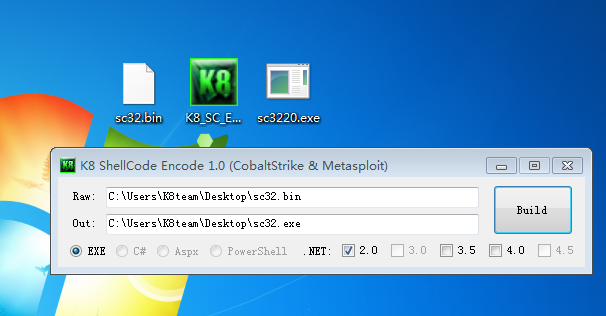 K8
sc32.bin K8_SC_E... sc3220.exe
K8 K8 ShellCode Encode 1.0 (CobaltStrike & Metasploit)
Raw: C:\Users\K8team\Desktop\sc32.bin
Build
Out: C:\Users\K8team\Desktop\sc32.exe
EXE C# Aspx PowerShell .NET: 2.0 3.0 3.5 4.0 4.5